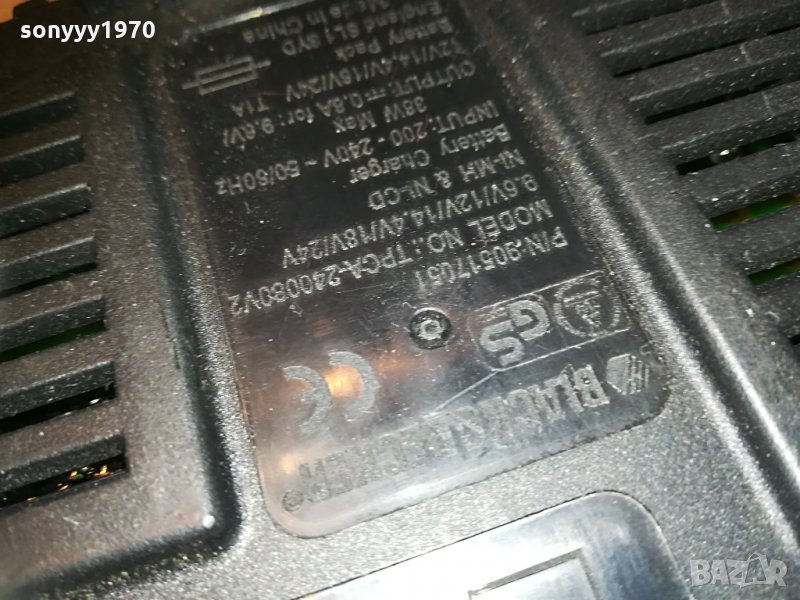 sonyyy1970
BLACK & DECKER®
GS
CE
P/N:90517051
MODEL NO.: TPCA-240080V2
9.6V/12V/14.4V/18V/24V
NI-MH & NI-CD
Battery Charger
INPUT: 200 - 240V ~ 50/60Hz
38W Max
OUTPUT: ⎓ 0.8A for: 9.6V/
12V/14.4V/18V/24V T1A
Battery Pack
England SL1 3YD
Made in China
BAZAR.bg